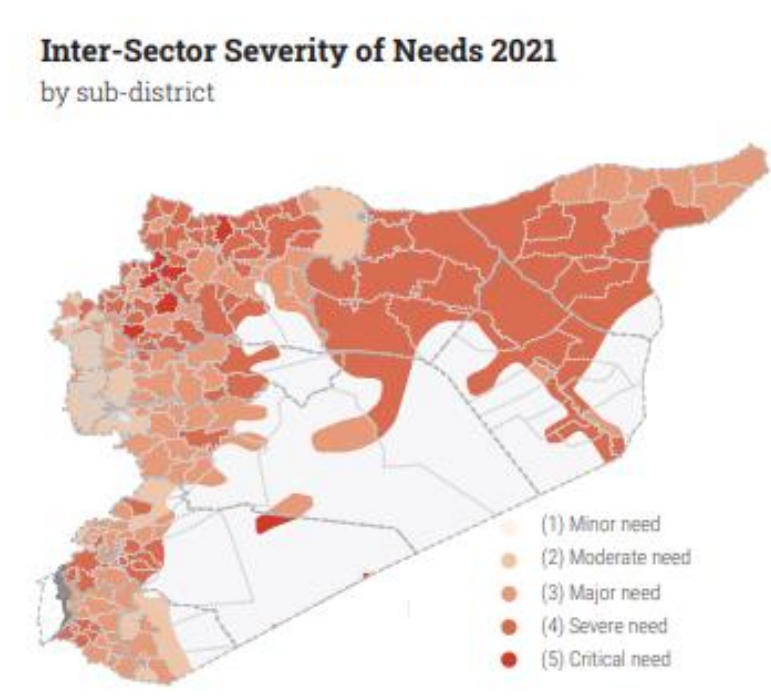 Inter-Sector Severity of Needs 2021
by sub-district
(1) Minor need
(2) Moderate need
(3) Major need
(4) Severe need
(5) Critical need